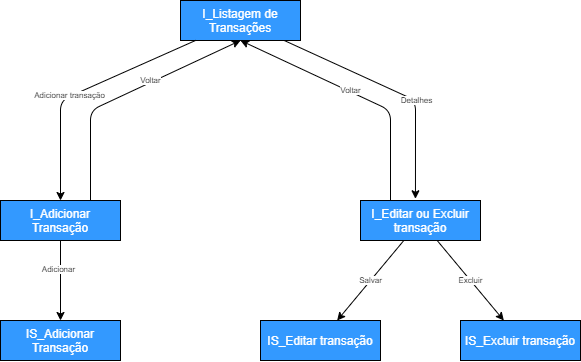 I_Listagem de
Transações
Voltar
Voltar
Adicionar transação
Detalhes
I_Adicionar
Transação
I_Editar ou Excluir
transação
Adicionar
Salvar
Excluir
IS_Adicionar
Transação
IS_Editar transação
IS_Excluir transação